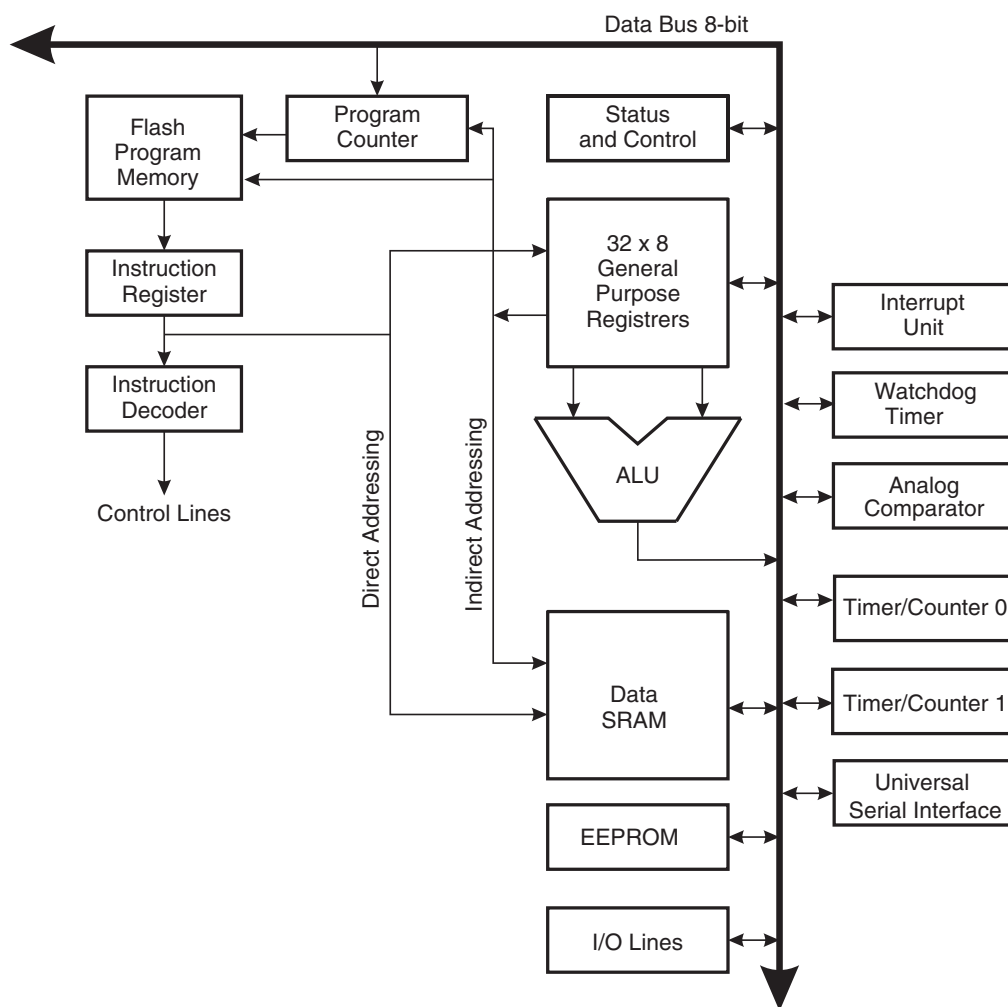 Data Bus 8-bit
Flash
Program
Memory
Program
Counter
Status
and Control
32 x 8
General
Purpose
Registrers
Instruction
Register
Instruction
Decoder
Control Lines
Direct Addressing
Indirect Addressing
ALU
Interrupt
Unit
Watchdog
Timer
Analog
Comparator
Timer/Counter 0
Data
SRAM
Timer/Counter 1
Universal
Serial Interface
EEPROM
I/O Lines